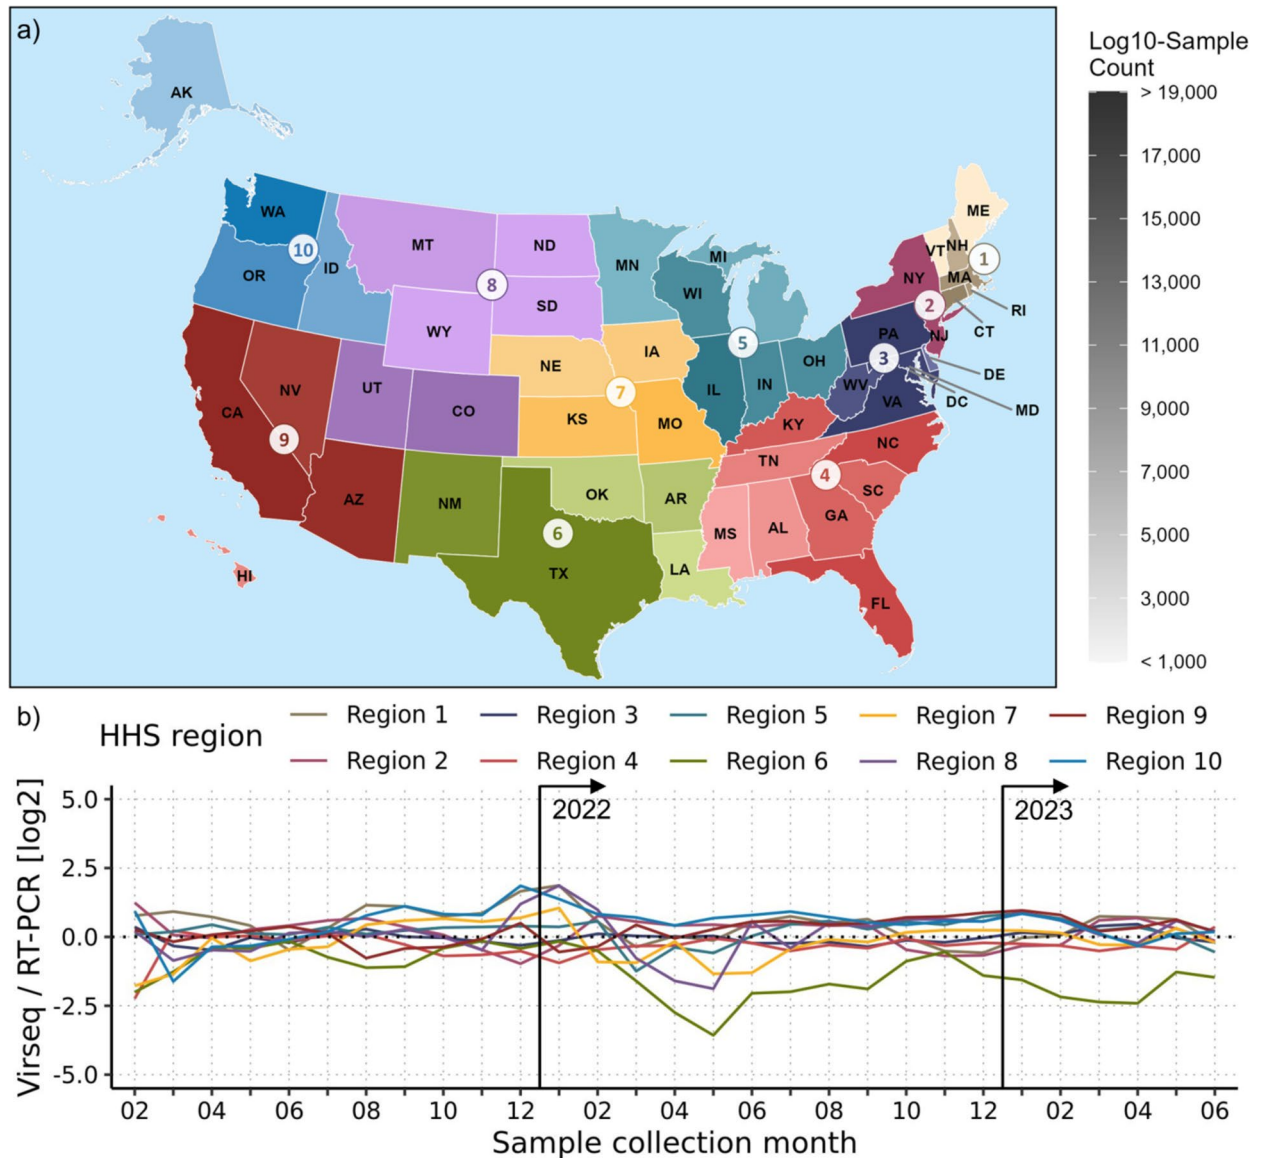 a)
Log10-Sample
Count
> 19,000
17,000
15,000
13,000
11,000
9,000
7,000
5,000
3,000
< 1,000
AK
WA
10
OR
ID
MT
ND
8
SD
WY
MN
MI
WI
ME
VT
NH
1
MA
NY
2
RI
CT
NJ
PA
3
DE
DC
MD
WV
VA
5
OH
IN
IL
IA
NE
7
KS
MO
NV
UT
CO
CA
9
AZ
NM
OK
AR
6
TX
LA
KY
TN
NC
4
SC
GA
AL
MS
FL
HI
b)
HHS region
Region 1
Region 3
Region 5
Region 7
Region 9
Region 2
Region 4
Region 6
Region 8
Region 10
Virseq / RT-PCR [log2]
5.0
2.5
0.0
-2.5
-5.0
2022
2023
02 04 06 08 10 12 02 04 06 08 10 12 02 04 06
Sample collection month